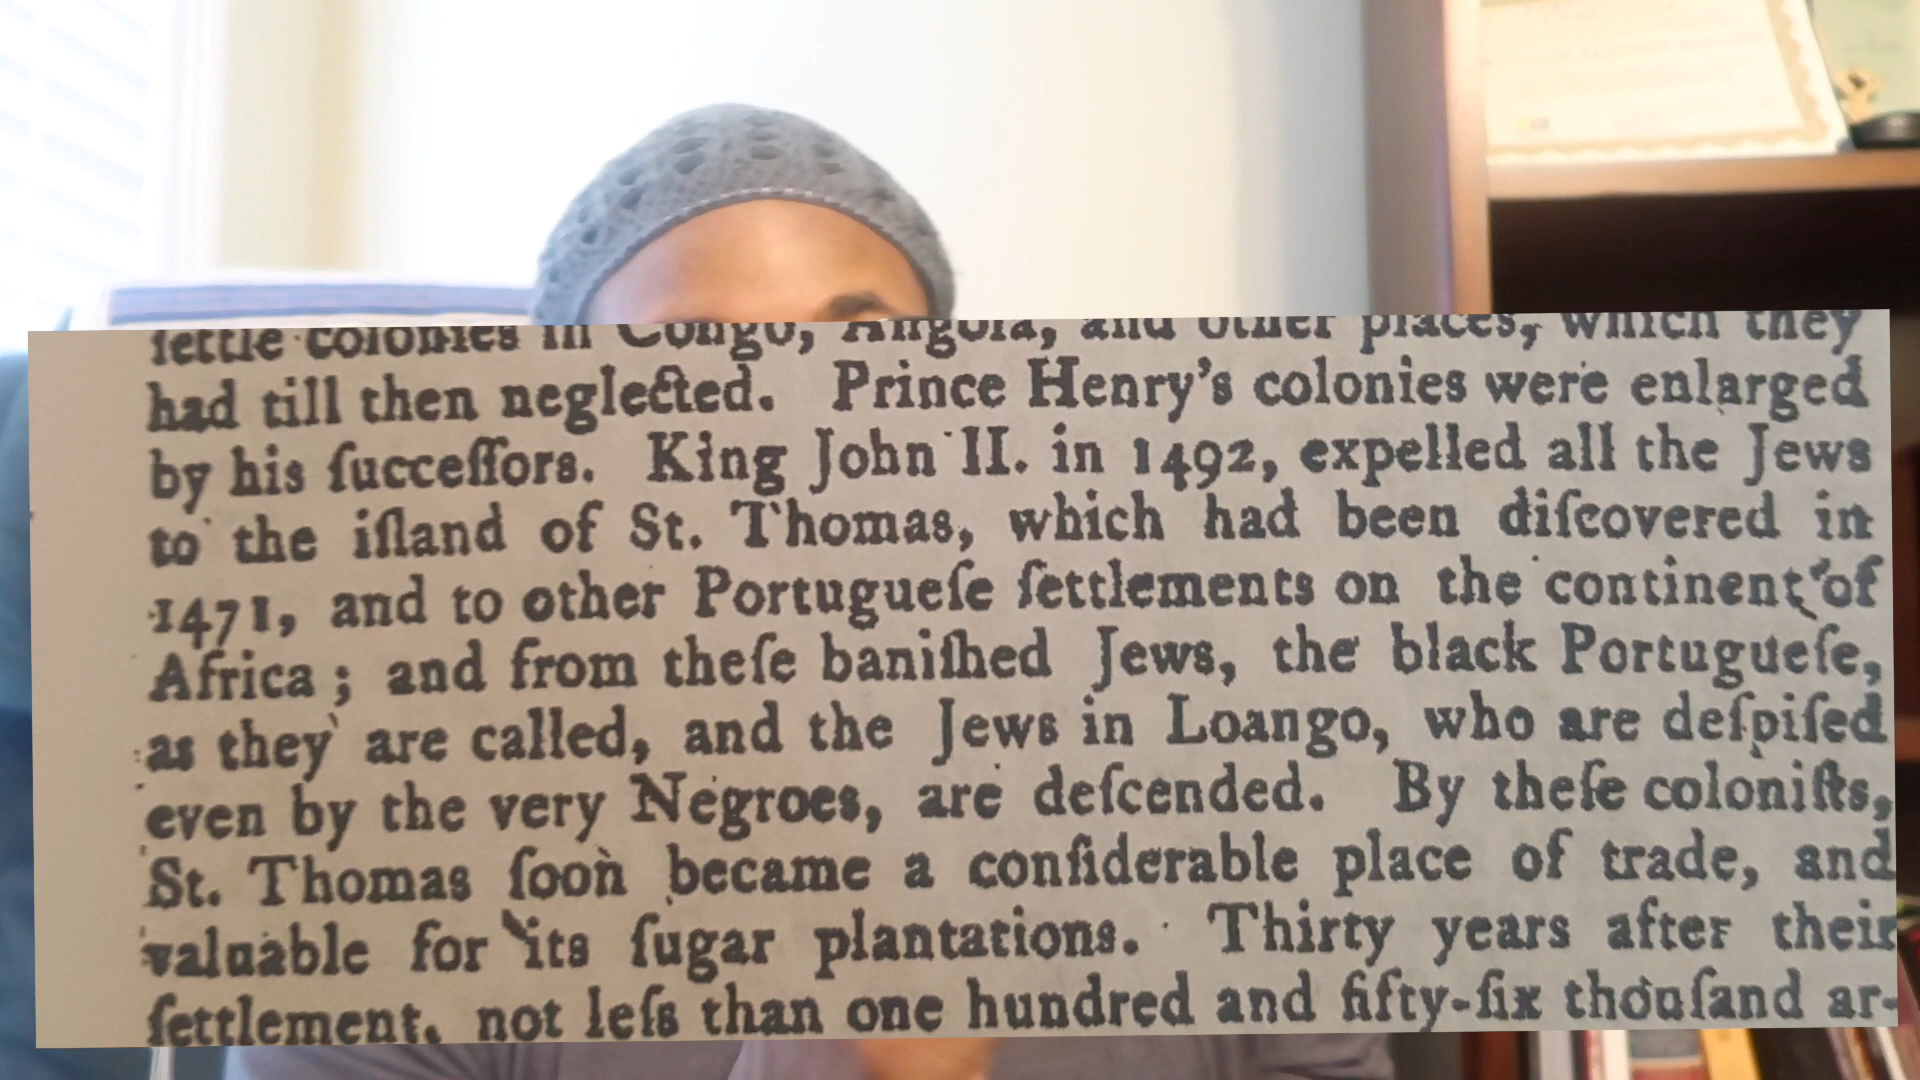 ſettle colonies in Congo, Angola, and other places, which they
had till then neglected. Prince Henry's colonies were enlarged
by his ſucceſſors. King John II. in 1492, expelled all the Jews
to the iſland of St. Thomas, which had been diſcovered in
1471, and to other Portugueſe ſettlements on the continent of
Africa; and from theſe baniſhed Jews, the black Portugueſe,
as they are called, and the Jews in Loango, who are deſpiſed
even by the very Negroes, are deſcended. By theſe coloniſts,
St. Thomas ſoon became a conſiderable place of trade, and
valuable for its ſugar plantations. Thirty years after their
ſettlement, not leſs than one hundred and fifty-ſix thouſand ar-